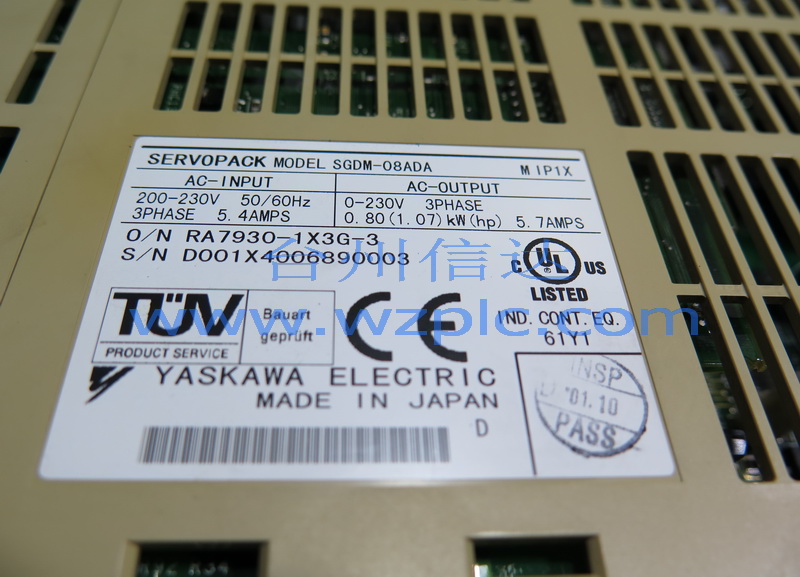 SERVOPACK MODEL SGDM-08ADA MIP1X
AC-INPUT AC-OUTPUT
200-230V 50/60Hz 0-230V 3PHASE
3PHASE 5.4AMPS 0.80(1.07)kW(hp) 5.7AMPS
O/N RA7930-1X3G-3
S/N D001X4006890003
台州信达
C UL US
LISTED
IND. CONT. EQ.
61YT
TÜV
PRODUCT SERVICE
Bauart
geprüft
CE
www.wzplc.com
YASKAWA ELECTRIC
MADE IN JAPAN
D
INSP
'01.10
PASS